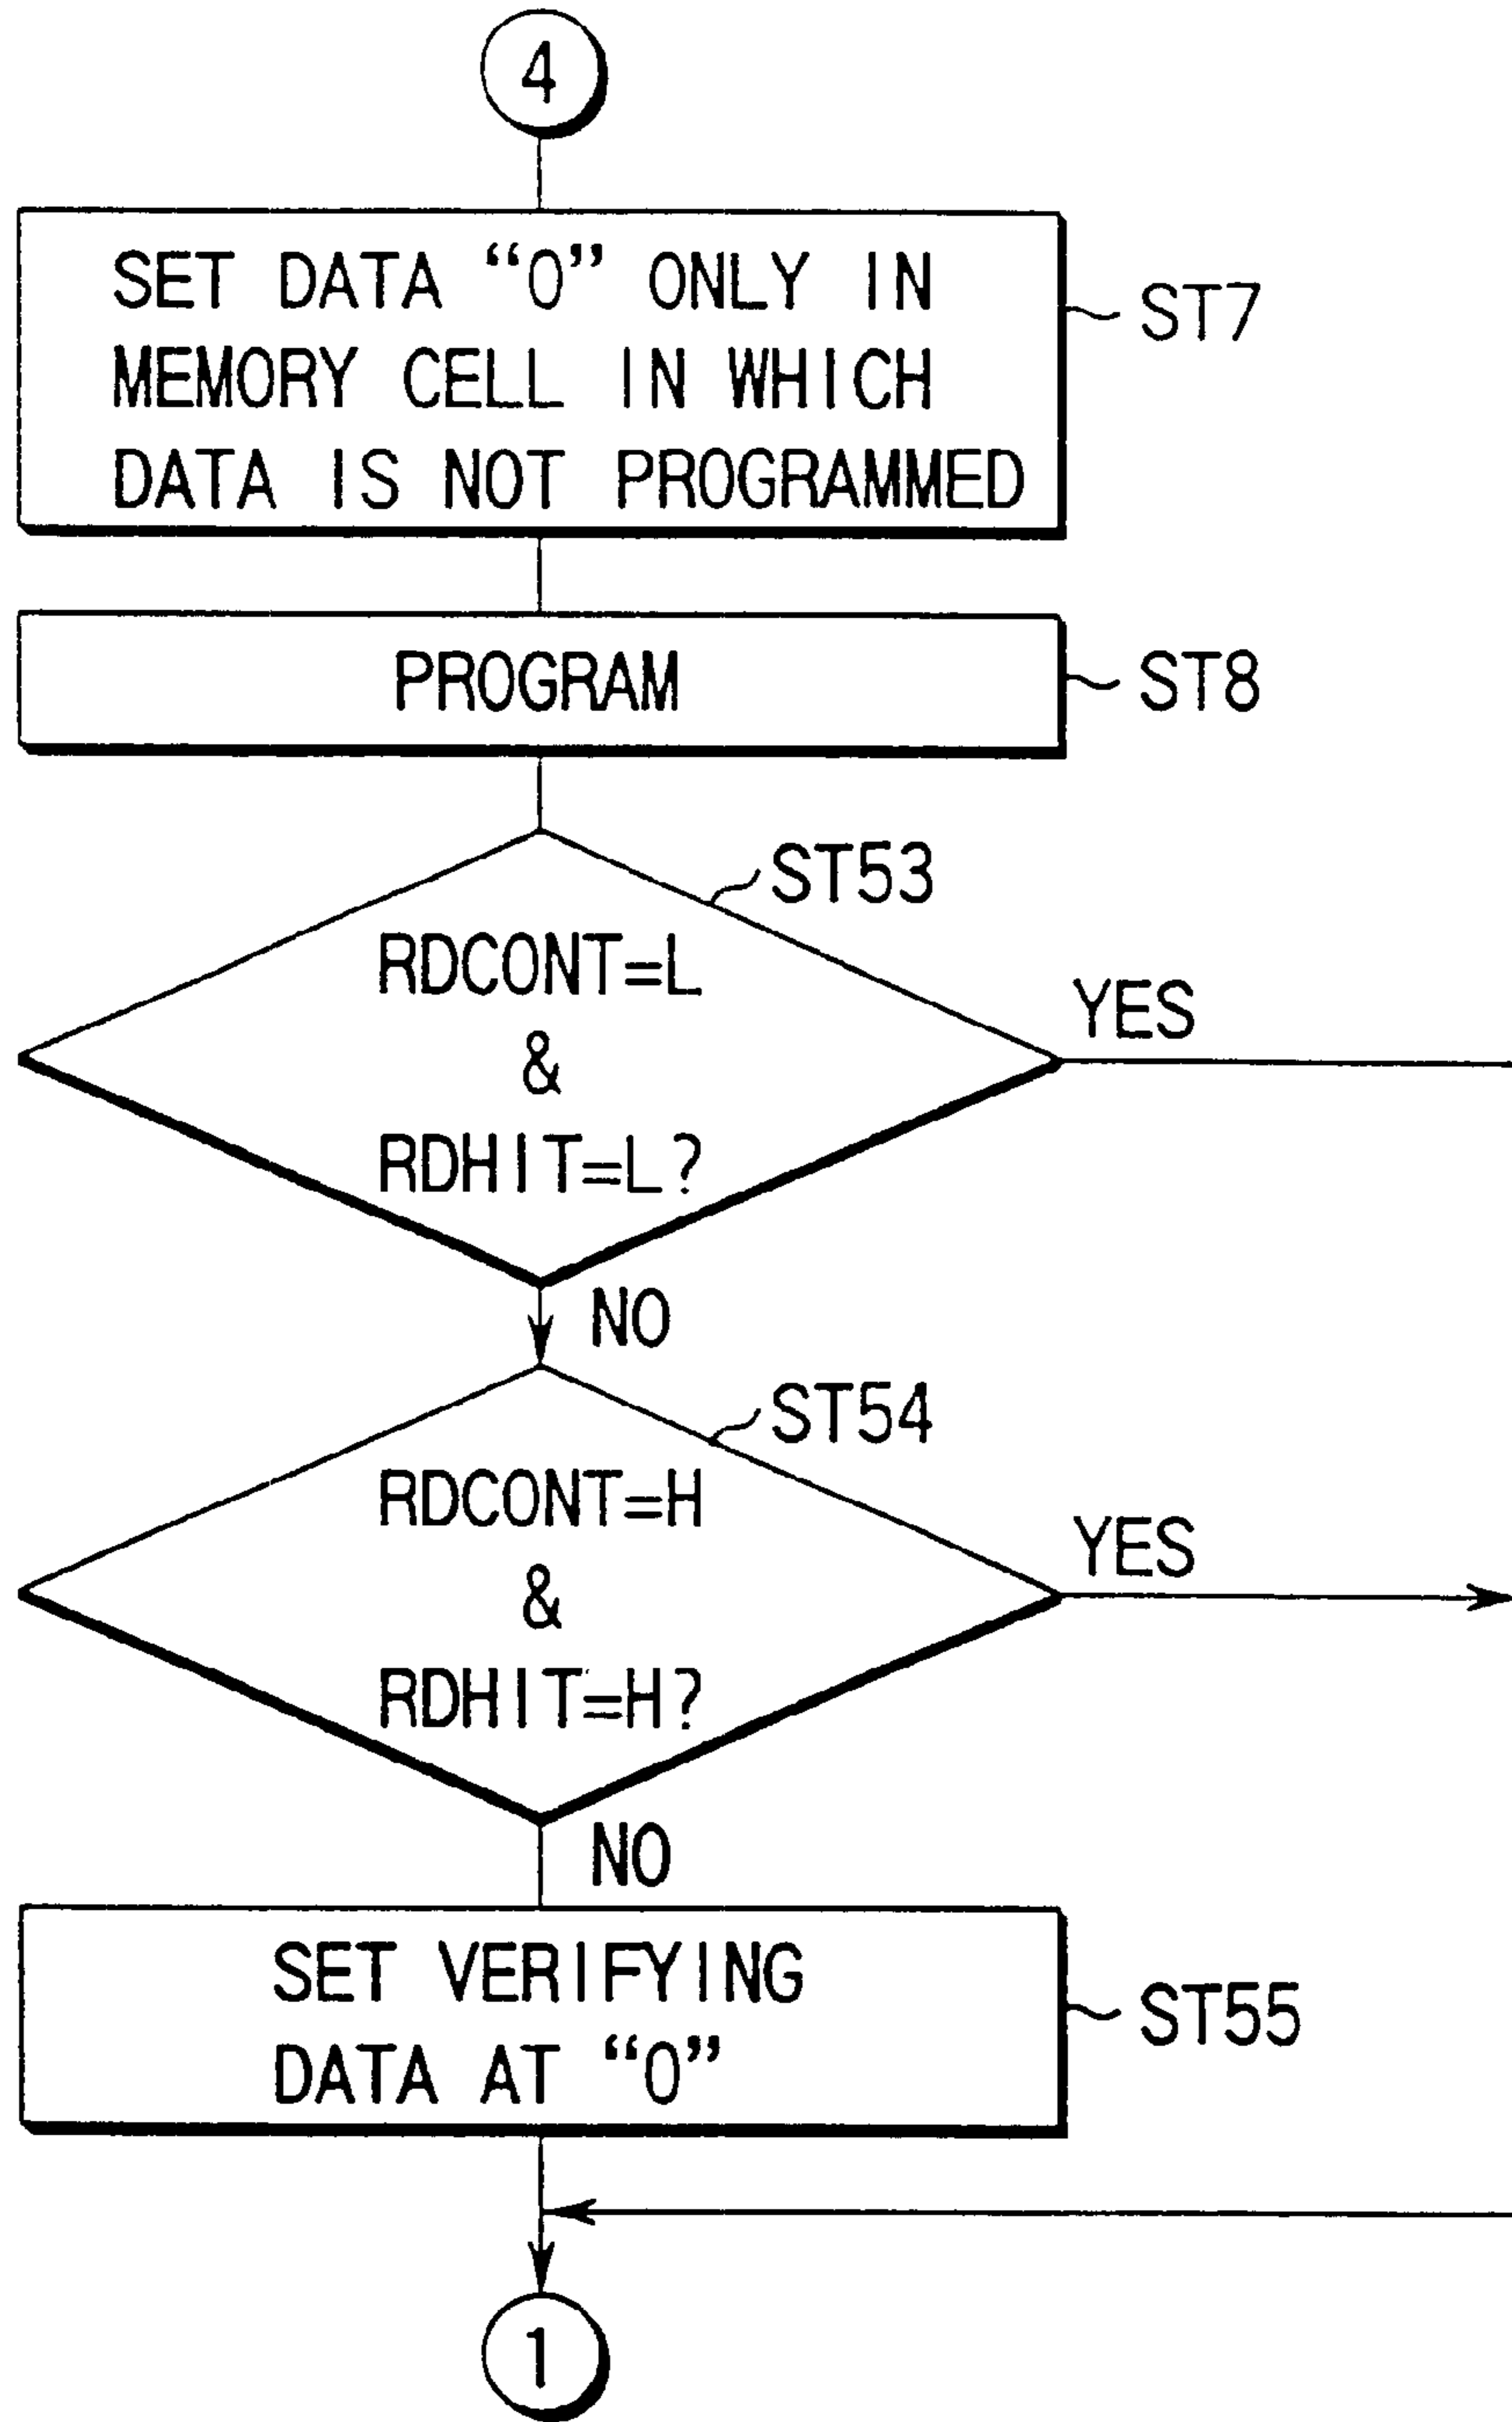 4
SET DATA “0” ONLY IN
MEMORY CELL IN WHICH
DATA IS NOT PROGRAMMED
ST7
PROGRAM
ST8
ST53
RDCONT=L
&
RDHIT=L?
YES
NO
ST54
RDCONT=H
&
RDHIT=H?
YES
NO
SET VERIFYING
DATA AT “0”
ST55
1